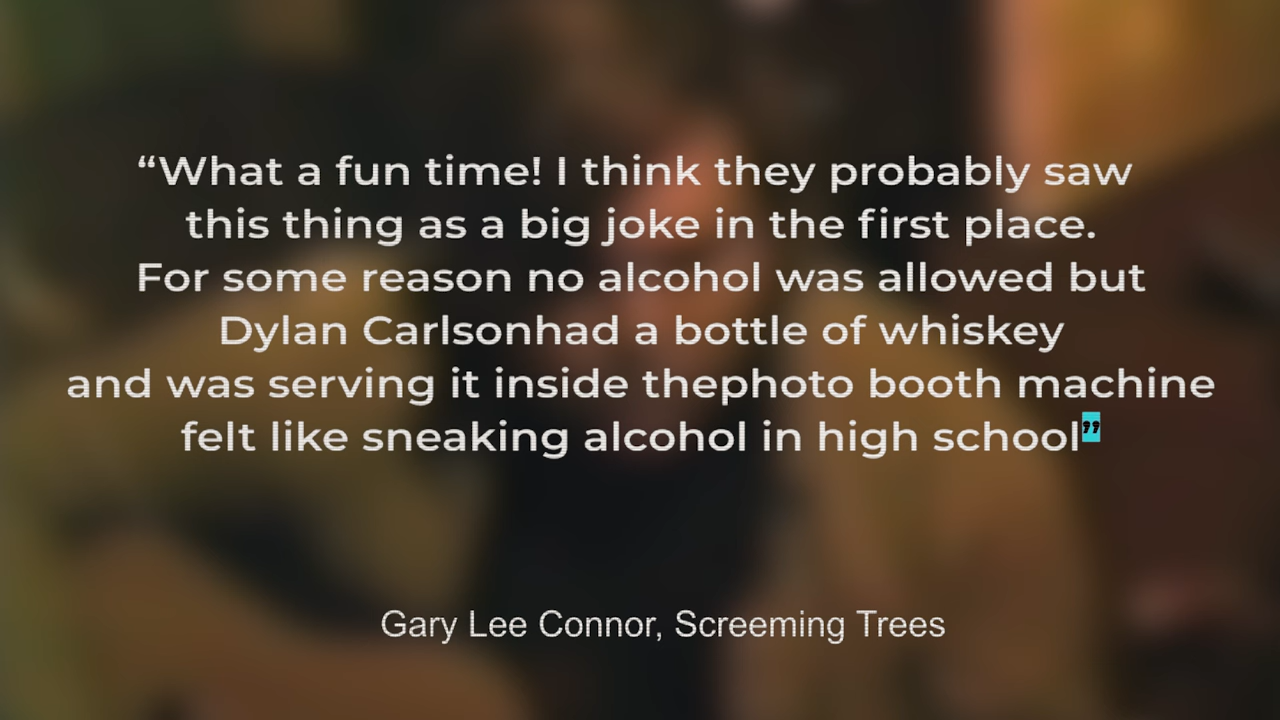 “What a fun time! I think they probably saw
this thing as a big joke in the first place.
For some reason no alcohol was allowed but
Dylan Carlsonhad a bottle of whiskey
and was serving it inside thephoto booth machine
felt like sneaking alcohol in high school”
Gary Lee Connor, Screeming Trees